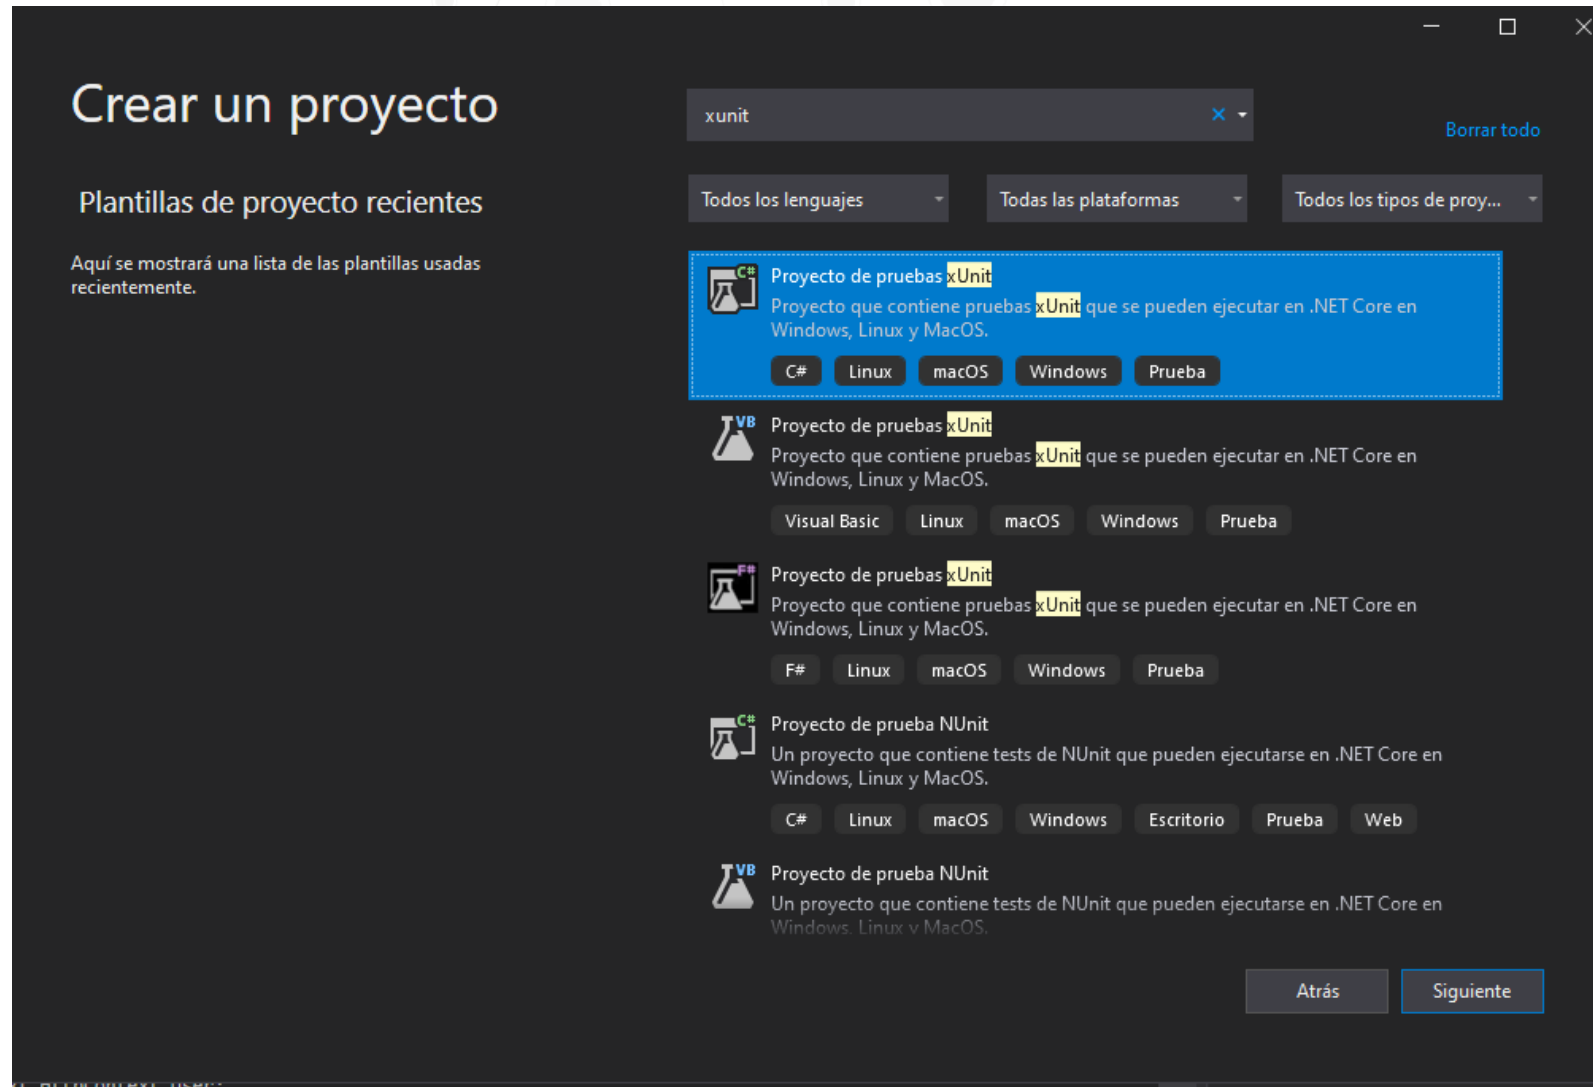 Crear un proyecto
xunit
Borrar todo
Plantillas de proyecto recientes
Todos los lenguajes
Todas las plataformas
Todos los tipos de proy...
Aquí se mostrará una lista de las plantillas usadas
recientemente.
C#
Proyecto de pruebas xUnit
Proyecto que contiene pruebas xUnit que se pueden ejecutar en .NET Core en
Windows, Linux y MacOS.
C# Linux macOS Windows Prueba
VB
Proyecto de pruebas xUnit
Proyecto que contiene pruebas xUnit que se pueden ejecutar en .NET Core en
Windows, Linux y MacOS.
Visual Basic Linux macOS Windows Prueba
F#
Proyecto de pruebas xUnit
Proyecto que contiene pruebas xUnit que se pueden ejecutar en .NET Core en
Windows, Linux y MacOS.
F# Linux macOS Windows Prueba
C#
Proyecto de prueba NUnit
Un proyecto que contiene tests de NUnit que pueden ejecutarse en .NET Core en
Windows, Linux y MacOS.
C# Linux macOS Windows Escritorio Prueba Web
VB
Proyecto de prueba NUnit
Un proyecto que contiene tests de NUnit que pueden ejecutarse en .NET Core en
Windows, Linux y MacOS.
Atrás
Siguiente